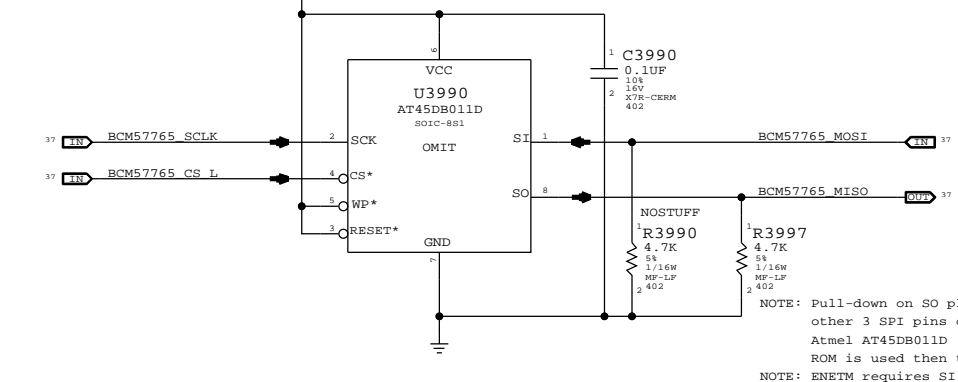 6
VCC
U3990
AT45DB011D
SOIC-8S1
OMIT
1
C3990
0.1UF
10%
16V
2
X7R-CERM
402
37 IN BCM57765_SCLK 2 SCK
SI 1 BCM57765_MOSI IN 37
37 IN BCM57765_CS_L 4 CS*
SO 8 BCM57765_MISO OUT 37
5 WP*
3 RESET*
GND
7
NOSTUFF
1 R3990
4.7K
5%
1/16W
MF-LF
2 402
1 R3997
4.7K
5%
1/16W
MF-LF
2 402
NOTE: Pull-down on SO
other 3 SPI pins
Atmel AT45DB011D
ROM is used then
NOTE: ENETM requires SI